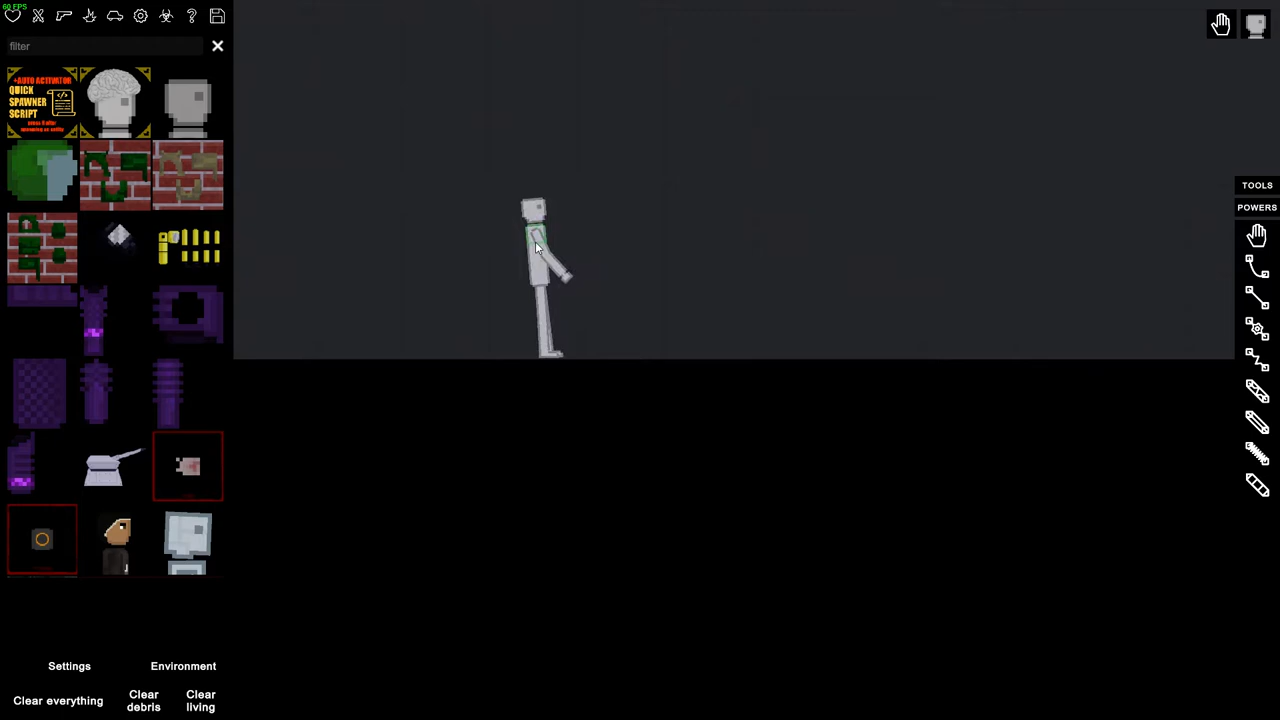 60 FPS
filter
+AUTO ACTIVATOR
QUICK
SPAWNER
SCRIPT
TOOLS
POWERS
Settings
Environment
Clear everything
Clear debris
Clear living